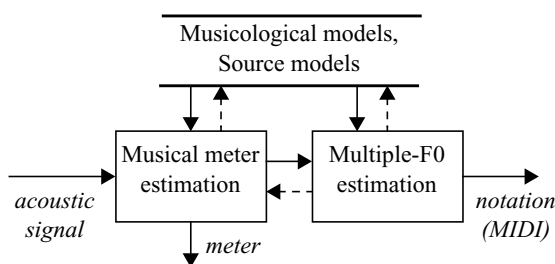 Musicological models,
Source models
Musical meter
estimation
Multiple-F0
estimation
acoustic
signal
meter
notation
(MIDI)